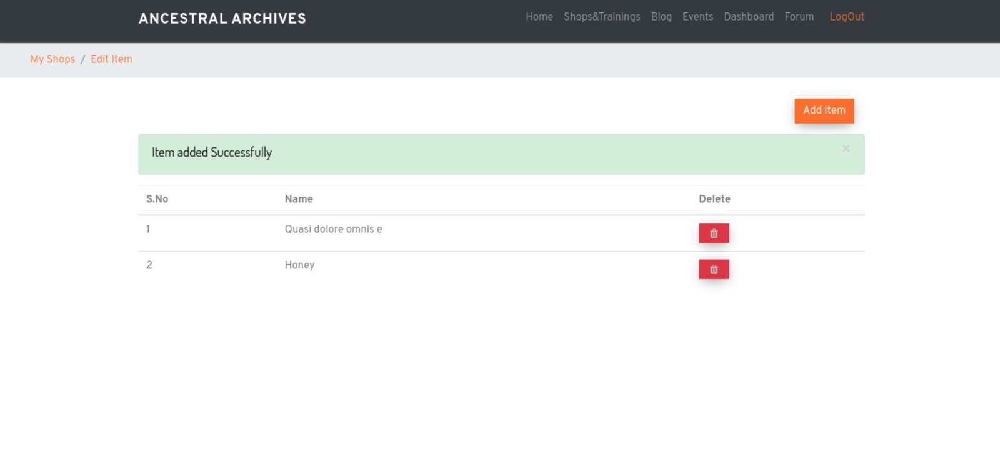 ANCESTRAL ARCHIVES
Home Shops&Trainings Blog Events Dashboard Forum LogOut
My Shops / Edit Item
Add Item
Item added Successfully ×
S.No Name Delete
1 Quasi dolore omnis e
2 Honey